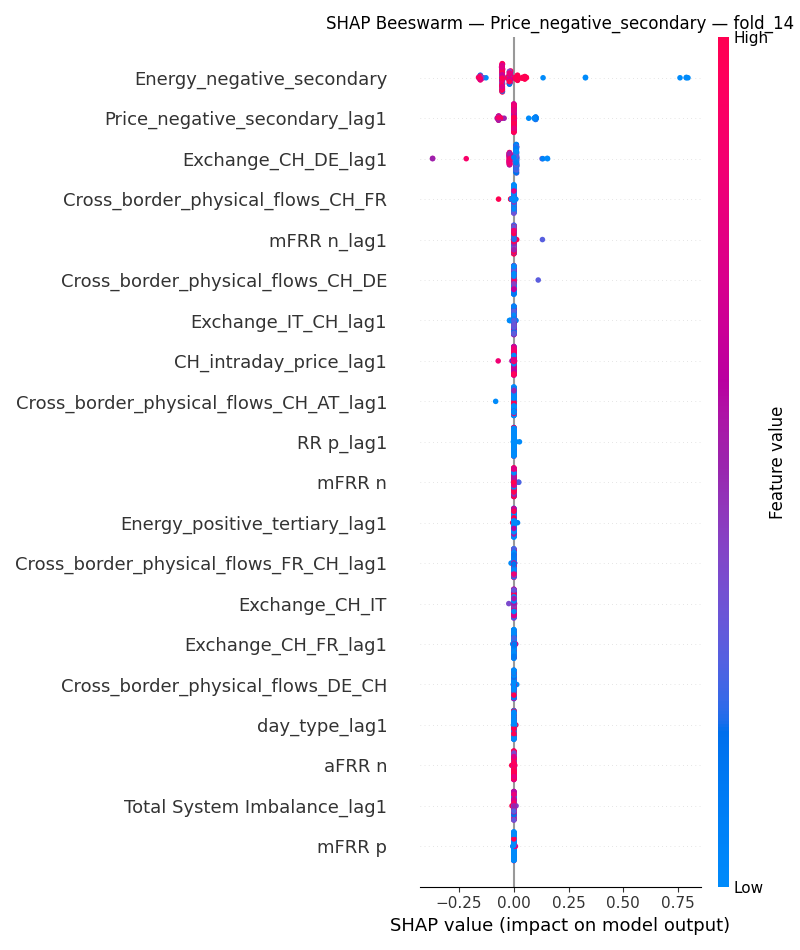 SHAP Beeswarm — Price_negative_secondary — fold_14
High
Energy_negative_secondary
Price_negative_secondary_lag1
Exchange_CH_DE_lag1
Cross_border_physical_flows_CH_FR
mFRR n_lag1
Cross_border_physical_flows_CH_DE
Exchange_IT_CH_lag1
CH_intraday_price_lag1
Cross_border_physical_flows_CH_AT_lag1
RR p_lag1
mFRR n
Energy_positive_tertiary_lag1
Cross_border_physical_flows_FR_CH_lag1
Exchange_CH_IT
Exchange_CH_FR_lag1
Cross_border_physical_flows_DE_CH
day_type_lag1
aFRR n
Total System Imbalance_lag1
mFRR p
Feature value
Low
−0.25 0.00 0.25 0.50 0.75
SHAP value (impact on model output)